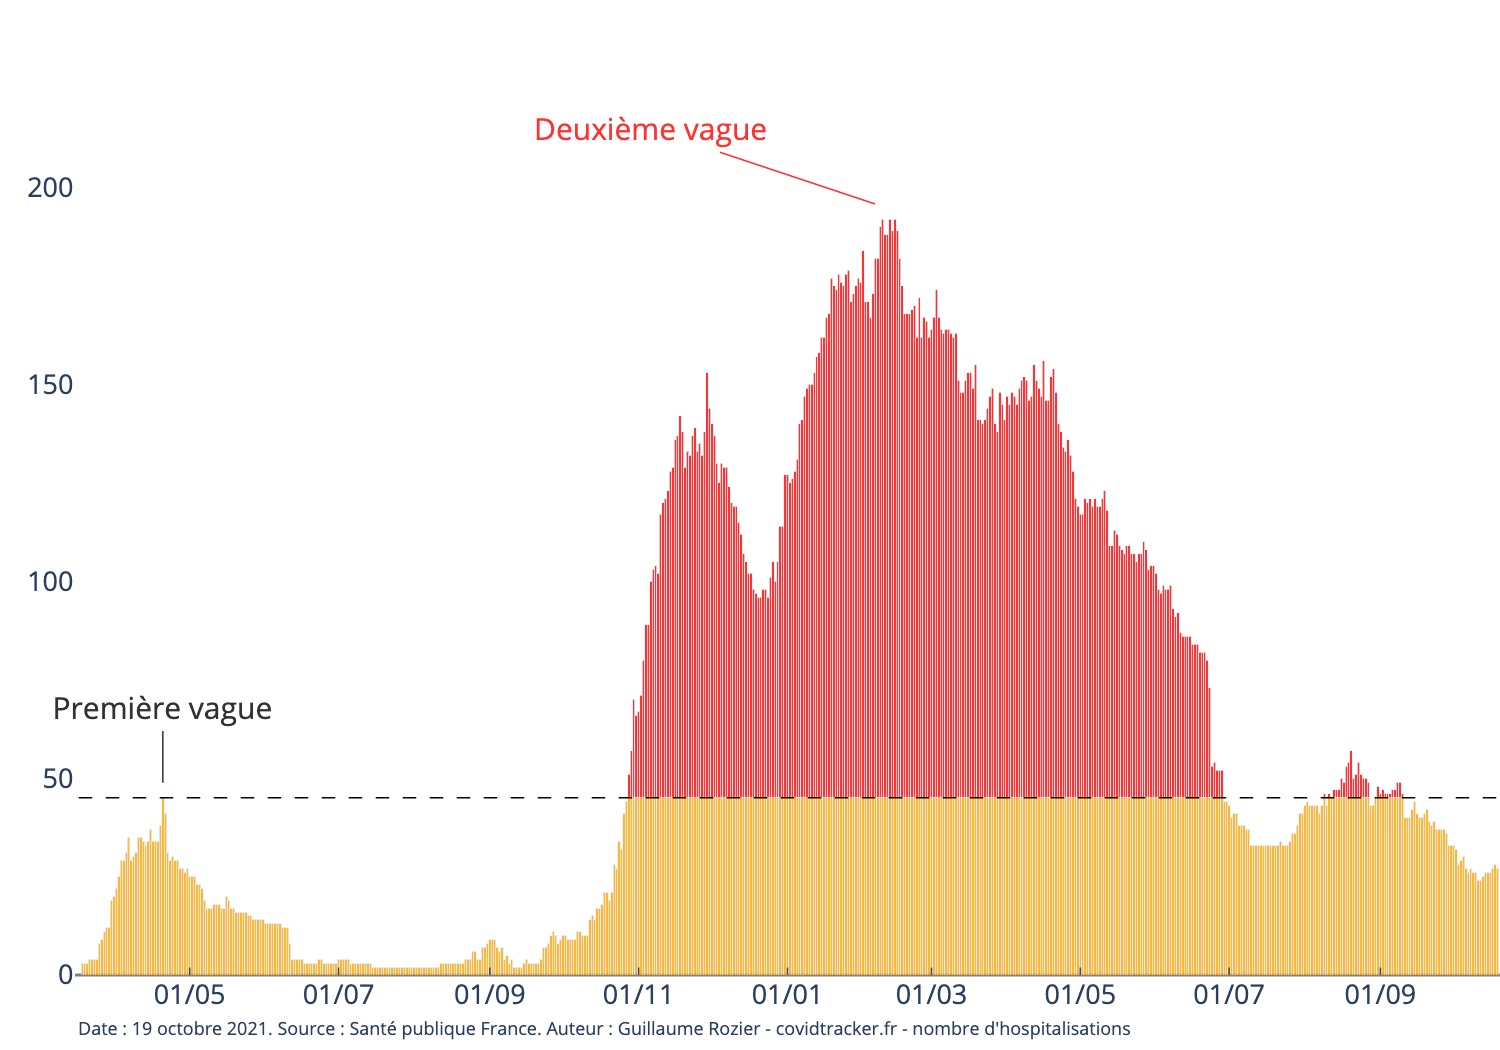 Deuxième vague
200
150
100
Première vague
50
0
01/05 01/07 01/09 01/11 01/01 01/03 01/05 01/07 01/09
Date : 19 octobre 2021. Source : Santé publique France. Auteur : Guillaume Rozier - covidtracker.fr - nombre d'hospitalisations